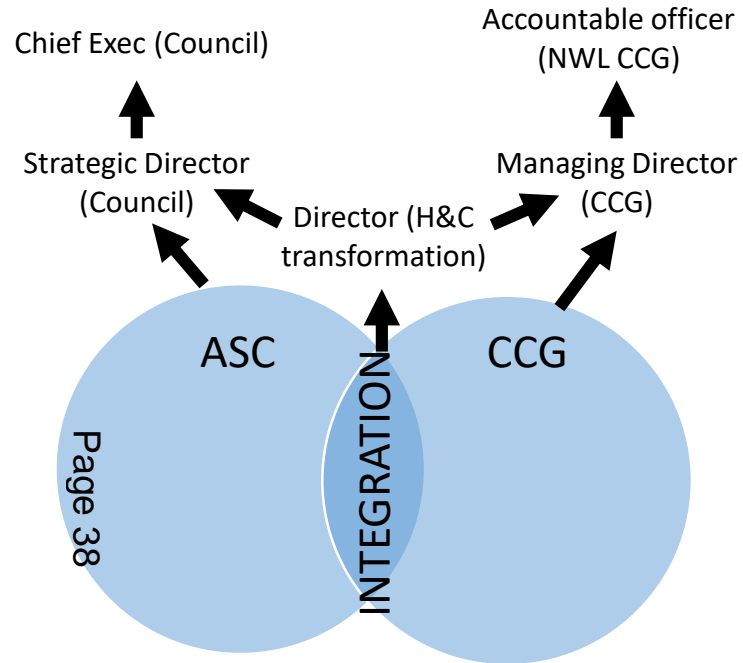 Chief Exec (Council)
Accountable officer
(NWL CCG)
Strategic Director
(Council)
Managing Director
(CCG)
Director (H&C
transformation)
ASC
CCG
INTEGRATION
Page 38